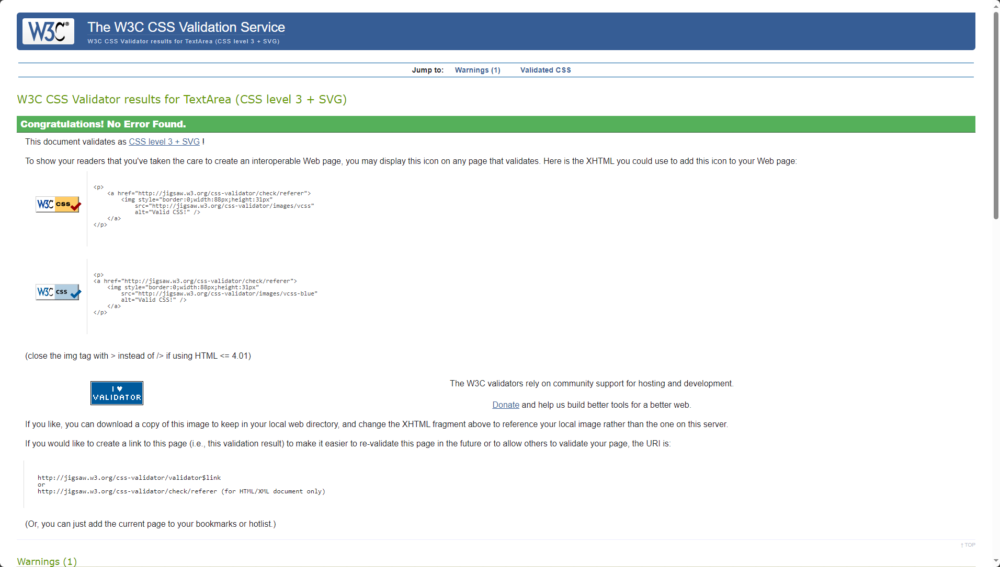 W3C®
The W3C CSS Validation Service
W3C CSS Validator results for TextArea (CSS level 3 + SVG)
Jump to: Warnings (1) Validated CSS
W3C CSS Validator results for TextArea (CSS level 3 + SVG)
Congratulations! No Error Found.
This document validates as CSS level 3 + SVG !
To show your readers that you've taken the care to create an interoperable Web page, you may display this icon on any page that validates. Here is the XHTML you could use to add this icon to your Web page:
W3C css
<p>
<a href="http://jigsaw.w3.org/css-validator/check/referer">
<img style="border:0;width:88px;height:31px"
src="http://jigsaw.w3.org/css-validator/images/vcss"
alt="Valid CSS!" />
</a>
</p>
W3C css
<p>
<a href="http://jigsaw.w3.org/css-validator/check/referer">
<img style="border:0;width:88px;height:31px"
src="http://jigsaw.w3.org/css-validator/images/vcss-blue"
alt="Valid CSS!" />
</a>
</p>
(close the img tag with > instead of /> if using HTML <= 4.01)
I ♥
VALIDATOR
The W3C validators rely on community support for hosting and development.
Donate and help us build better tools for a better web.
If you like, you can download a copy of this image to keep in your local web directory, and change the XHTML fragment above to reference your local image rather than the one on this server.
If you would like to create a link to this page (i.e., this validation result) to make it easier to re-validate this page in the future or to allow others to validate your page, the URI is:
http://jigsaw.w3.org/css-validator/validator$link
or
http://jigsaw.w3.org/css-validator/check/referer (for HTML/XML document only)
(Or, you can just add the current page to your bookmarks or hotlist.)
↑ TOP
Warnings (1)